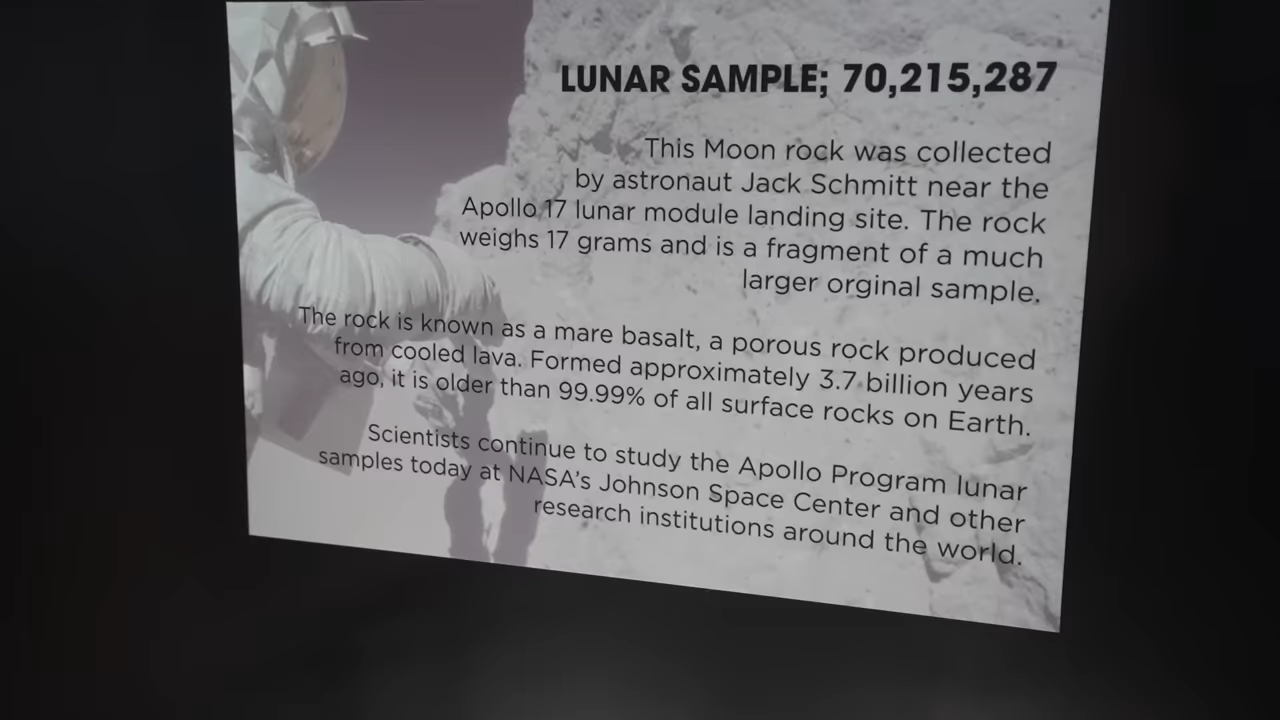 LUNAR SAMPLE; 70,215,287
This Moon rock was collected
by astronaut Jack Schmitt near the
Apollo 17 lunar module landing site. The rock
weighs 17 grams and is a fragment of a much
larger orginal sample.
The rock is known as a mare basalt, a porous rock produced
from cooled lava. Formed approximately 3.7 billion years
ago, it is older than 99.99% of all surface rocks on Earth.
Scientists continue to study the Apollo Program lunar
samples today at NASA's Johnson Space Center and other
research institutions around the world.